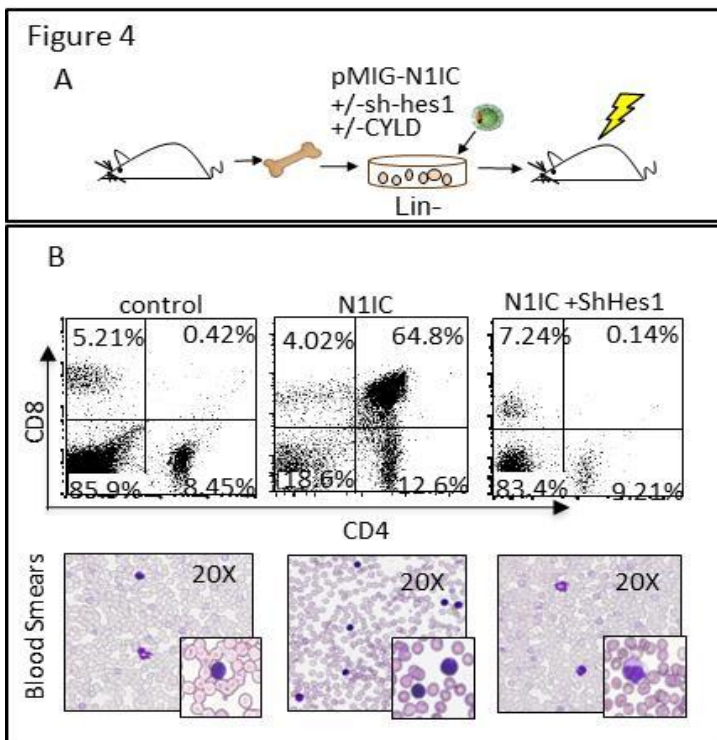 Figure 4
A
pMIG-N1IC
+/-sh-hes1
+/-CYLD
Lin-
B
control
N1IC
N1IC +ShHes1
5.21%
0.42%
4.02%
64.8%
7.24%
0.14%
CD8
85.9%
8.45%
118.6%
12.6%
83.4%
9.21%
CD4
Blood Smears
20X
20X
20X